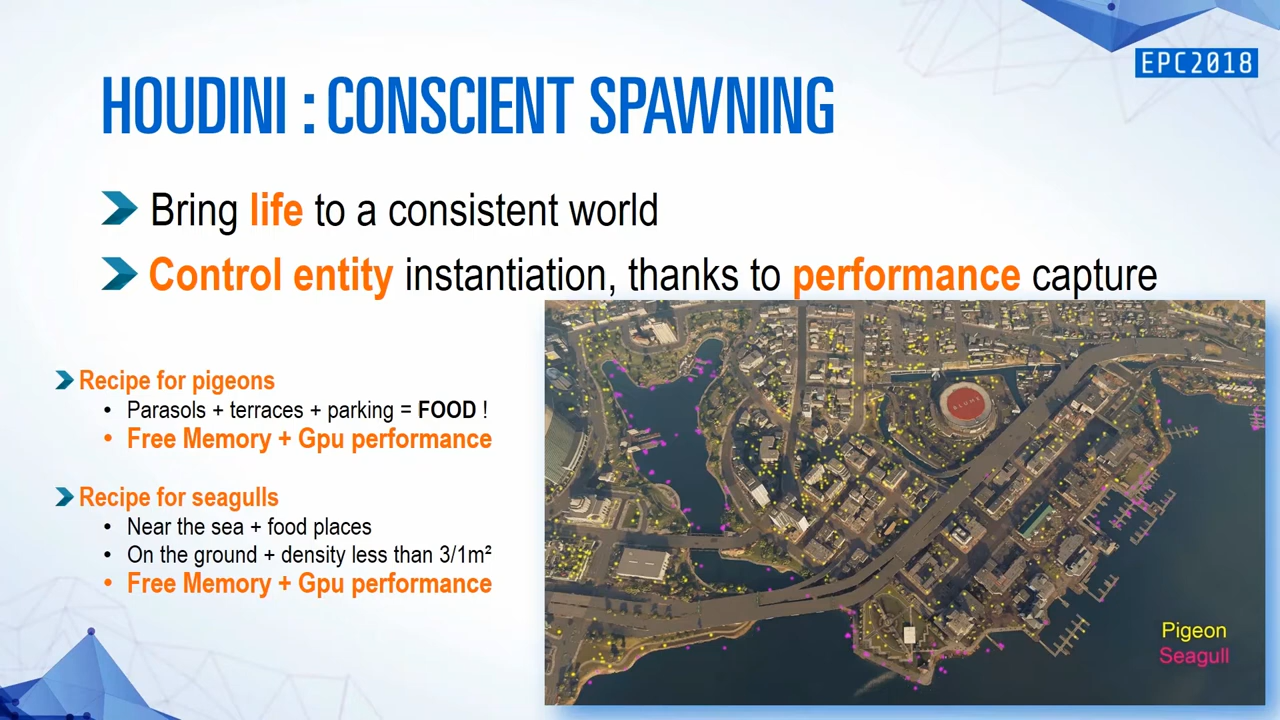 EPC2018
HOUDINI : CONSCIENT SPAWNING
Bring life to a consistent world
Control entity instantiation, thanks to performance capture
Recipe for pigeons
• Parasols + terraces + parking = FOOD !
• Free Memory + Gpu performance
Recipe for seagulls
• Near the sea + food places
• On the ground + density less than 3/1m²
• Free Memory + Gpu performance
BLUME
Pigeon
Seagull